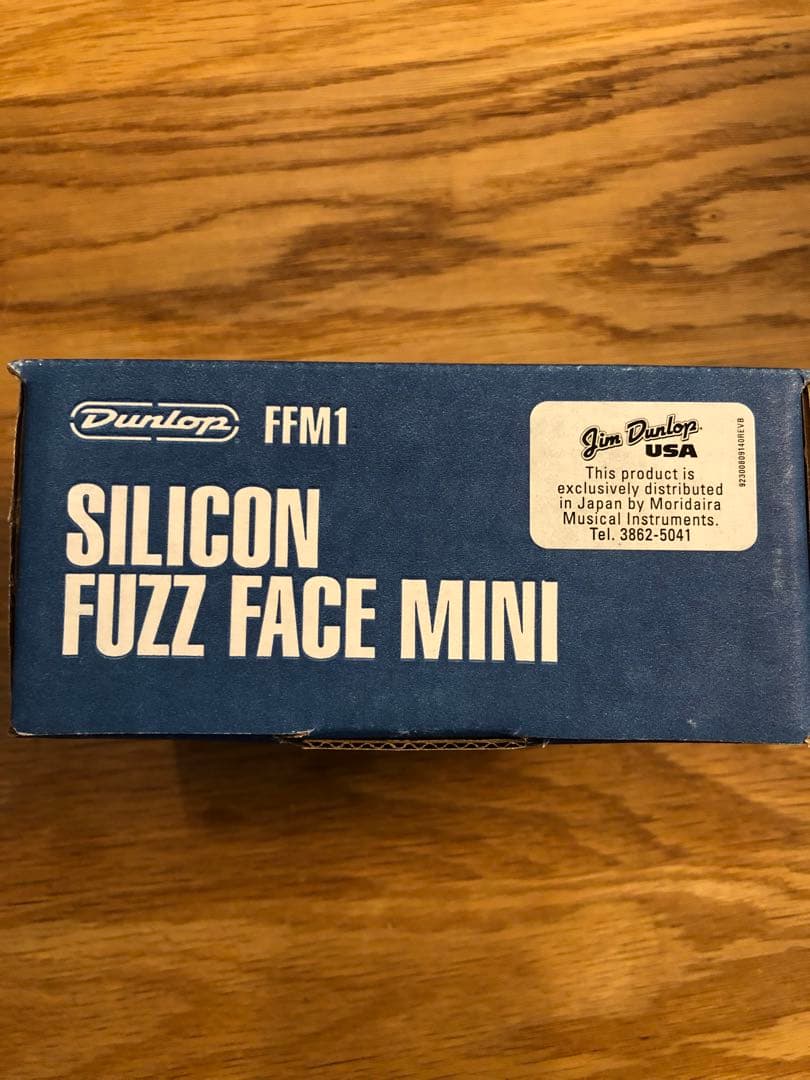 Dunlop FFM1
SILICON
FUZZ FACE MINI
Jim Dunlop
USA
This product is
exclusively distributed
in Japan by Moridaira
Musical Instruments.
Tel. 3862-5041
92300809140REVB